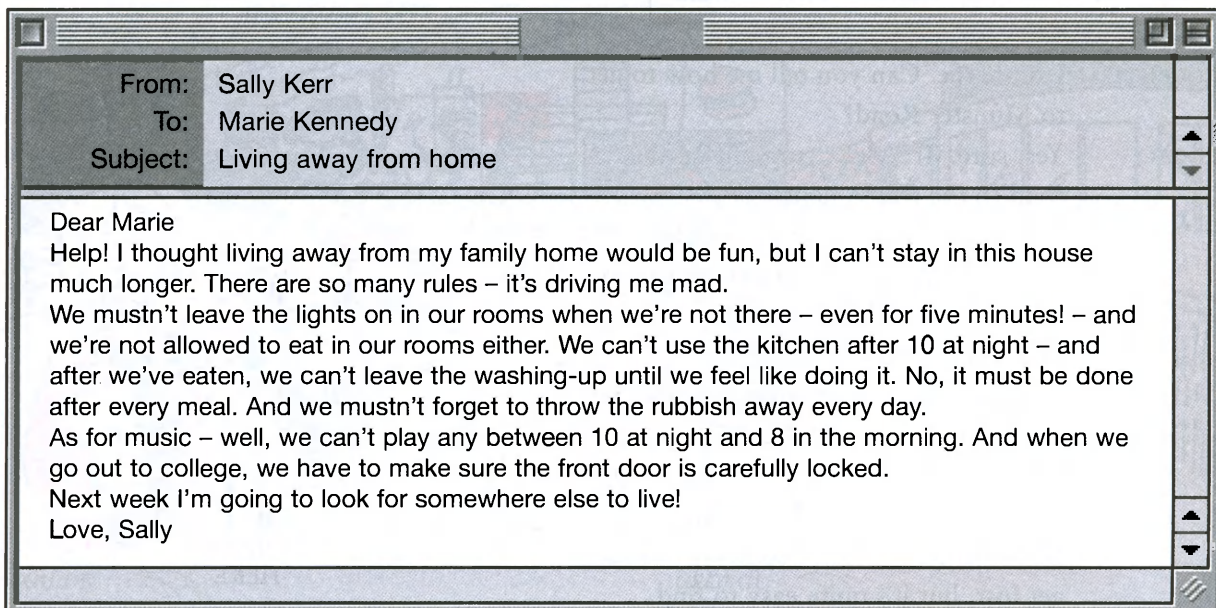 From: Sally Kerr
To: Marie Kennedy
Subject: Living away from home
Dear Marie
Help! I thought living away from my family home would be fun, but I can't stay in this house
much longer. There are so many rules – it's driving me mad.
We mustn't leave the lights on in our rooms when we're not there – even for five minutes! – and
we're not allowed to eat in our rooms either. We can't use the kitchen after 10 at night – and
after we've eaten, we can't leave the washing-up until we feel like doing it. No, it must be done
after every meal. And we mustn't forget to throw the rubbish away every day.
As for music – well, we can't play any between 10 at night and 8 in the morning. And when we
go out to college, we have to make sure the front door is carefully locked.
Next week I'm going to look for somewhere else to live!
Love, Sally